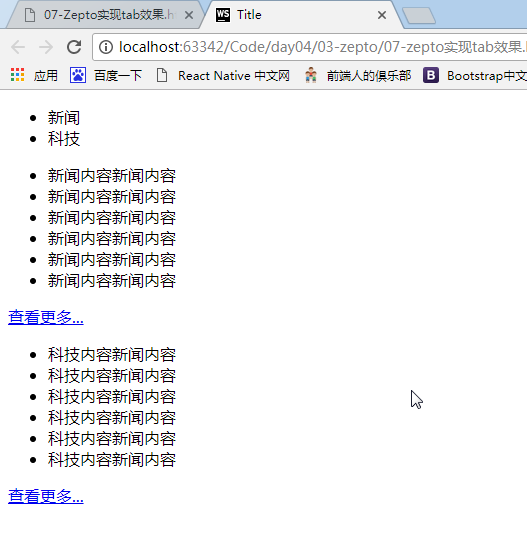 07-Zepto实现tab效果.h
WS Title
localhost:63342/Code/day04/03-zepto/07-zepto实现tab效果.
应用 百度一下 React Native 中文网 前端人的俱乐部 B Bootstrap中文
新闻
科技
新闻内容新闻内容
新闻内容新闻内容
新闻内容新闻内容
新闻内容新闻内容
新闻内容新闻内容
新闻内容新闻内容
查看更多...
科技内容新闻内容
科技内容新闻内容
科技内容新闻内容
科技内容新闻内容
科技内容新闻内容
科技内容新闻内容
查看更多...